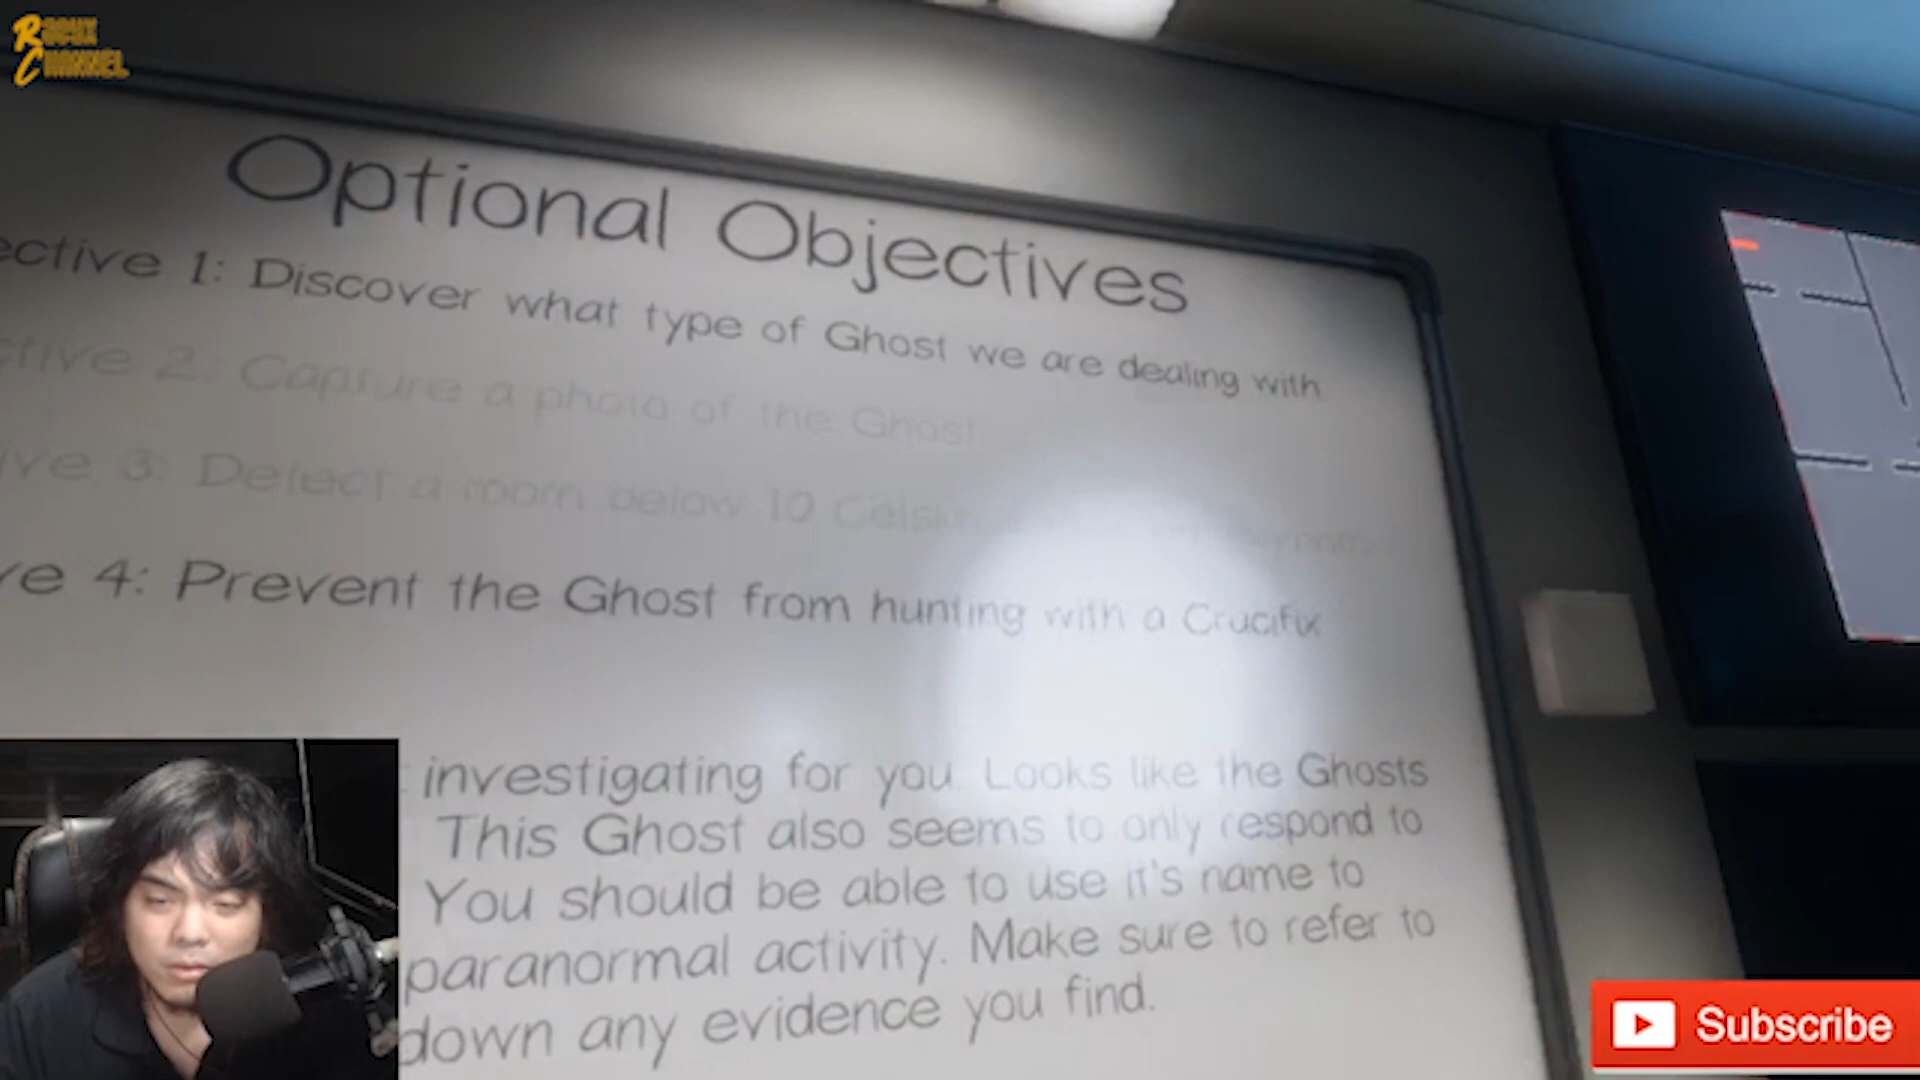 Radux
Channel
Optional Objectives
ective 1: Discover what type of Ghost we are dealing with
ctive 2: Capture a photo of the Ghost
ive 3: Detect a room below 10 Celsius
ve 4: Prevent the Ghost from hunting with a Crucifix
investigating for you. Looks like the Ghosts
This Ghost also seems to only respond to
You should be able to use it's name to
paranormal activity. Make sure to refer to
down any evidence you find.
Subscribe